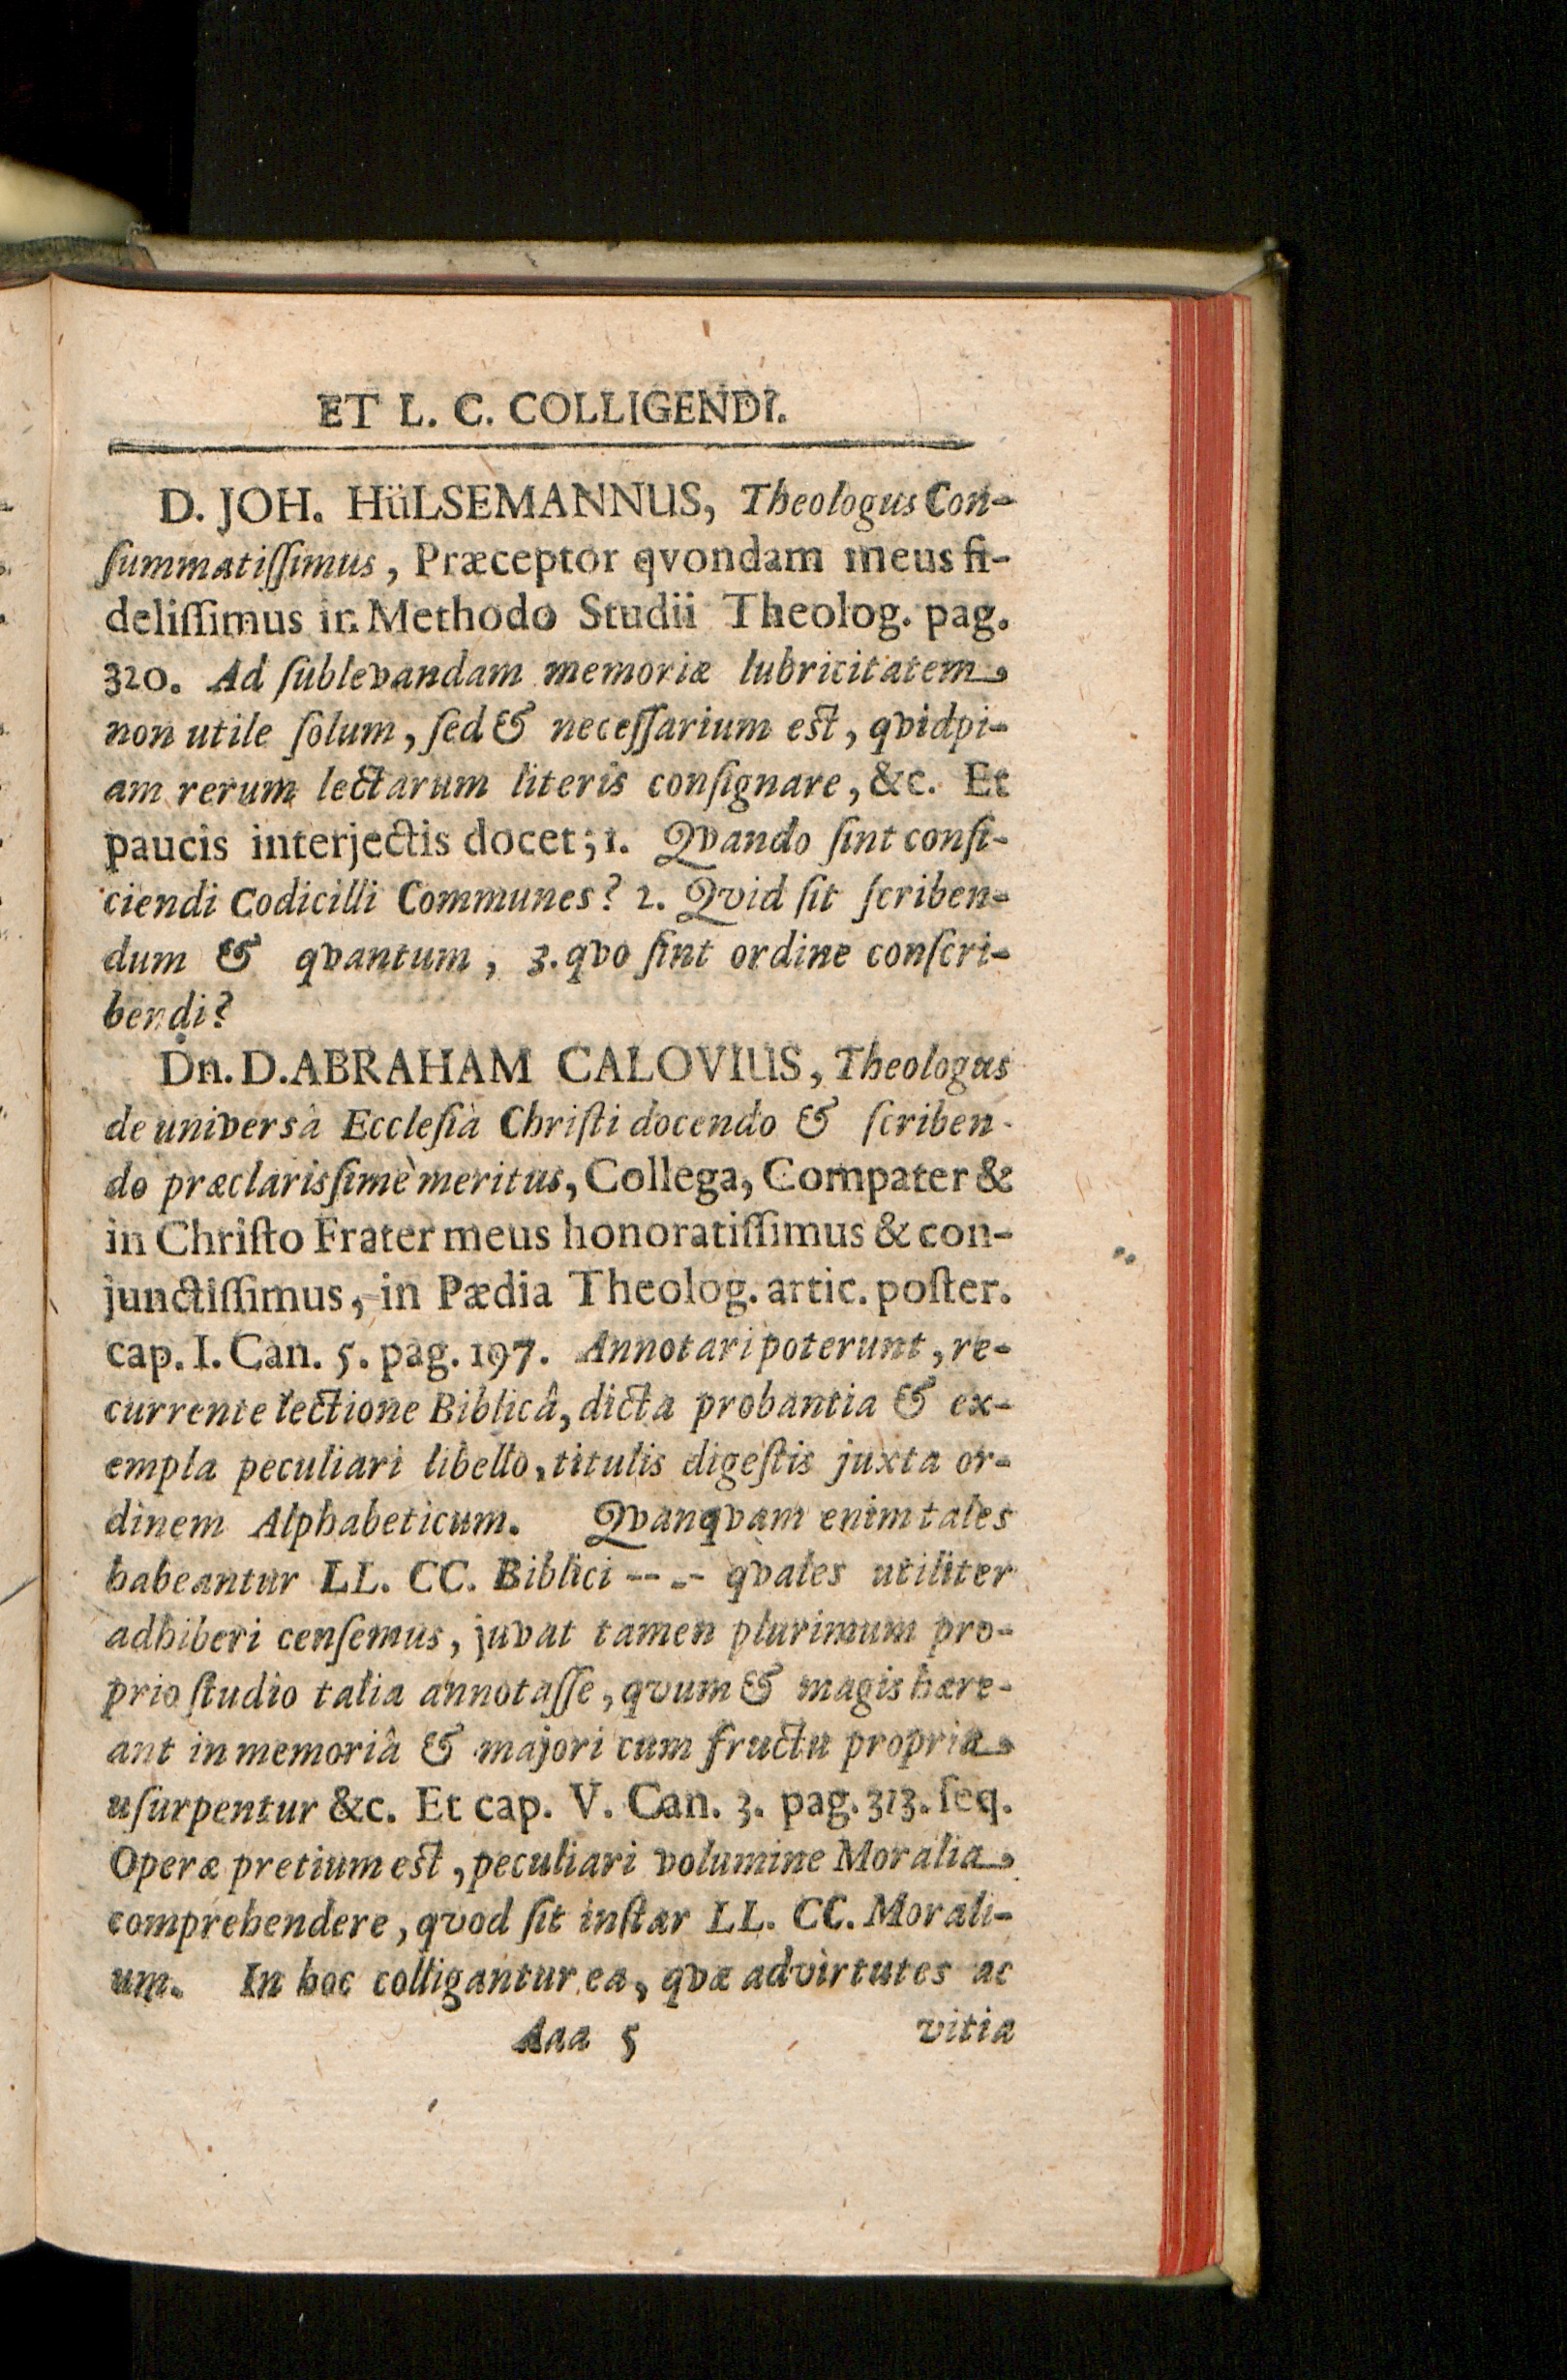 ET L. C. COLLIGENDI.
D. JOH. HüLSEMANNUS, Theologus Con-
ſummatiſſimus, Præceptor qvondam meus fi-
deliſſimus in Methodo Studii Theolog. pag.
320. Ad ſublevandam memoriæ lubricitatem
non utile ſolum, ſed & neceſſarium est, qvidpi-
am rerum lectarum literis conſignare, &c. Et
paucis interjectis docet; 1. Qvando ſint confi-
ciendi Codicilli Communes? 2. Qvid ſit ſcriben-
dum & qvantum, 3. qvo ſint ordine conſcri-
bendi?
Dn. D. ABRAHAM CALOVIUS, Theologus
de universâ Eccleſiâ Chriſti docendo & ſcriben-
do præclarisſimè meritus, Collega, Compater &
in Chriſto Frater meus honoratiſſimus & con-
junctiſſimus, in Pædia Theolog. artic. poſter.
cap. I. Can. 5. pag. 197. Annotari poterunt, re-
currente lectione Biblicâ, dicta probantia & ex-
empla peculiari libello, titulis digeſtis juxta or-
dinem Alphabeticum. Qvanqvam enim tales
habeantur LL. CC. Biblici -- -- qvales utiliter
adhiberi cenſemus, juvat tamen plurimum pro-
prio ſtudio talia annotaſſe, qvum & magis hære-
ant in memoriâ & majori cum fructu propria
uſurpentur &c. Et cap. V. Can. 3. pag. 313. ſeq.
Operæ pretium est, peculiari volumine Moralia
comprehendere, qvod ſit inſtar LL. CC. Morali-
um. In hoc colligantur ea, qvæ ad virtutes ac
Aaa 5 vitia